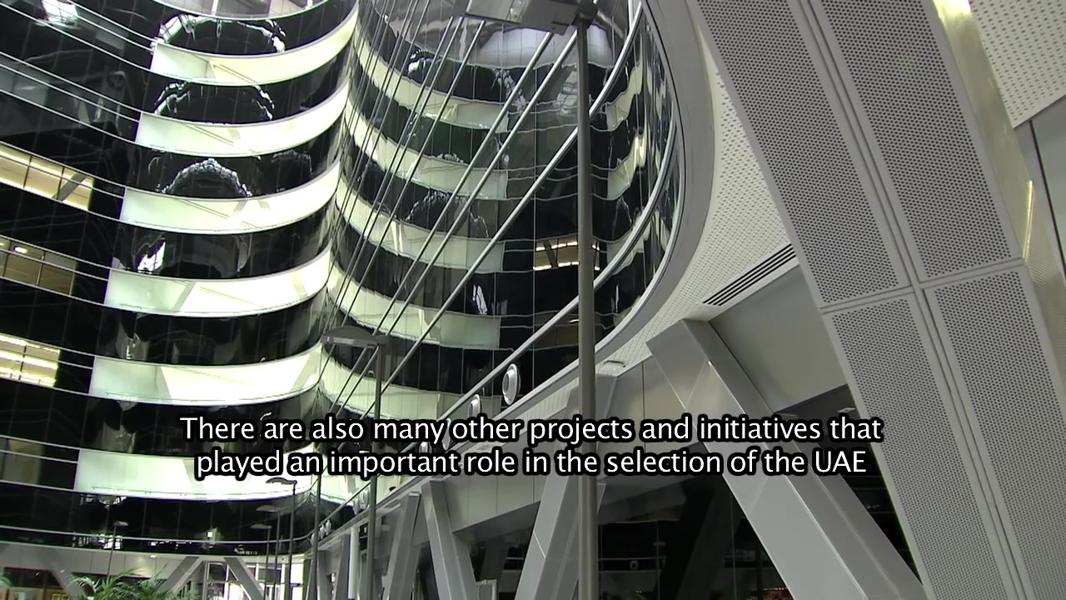 There are also many other projects and initiatives that
played an important role in the selection of the UAE